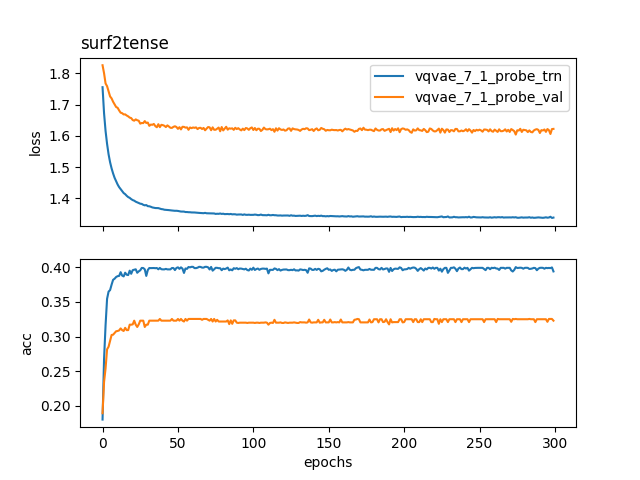 surf2tense
1.8
1.7
1.6
1.5
1.4
loss
vqvae_7_1_probe_trn
vqvae_7_1_probe_val
0.40
0.35
0.30
0.25
0.20
acc
0 50 100 150 200 250 300
epochs